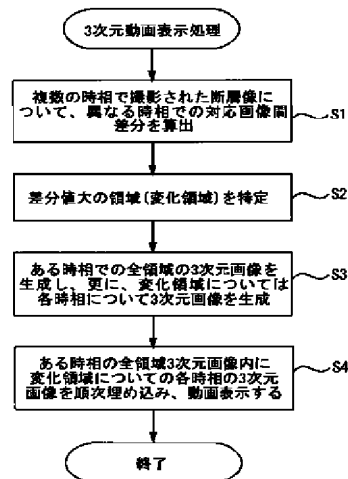 3次元動画表示処理
複数の時相で撮影された断層像に
ついて、異なる時相での対応画像間
差分を算出
S1
差分値大の領域(変化領域)を特定
S2
ある時相での全領域の3次元画像を
生成し、更に、変化領域については
各時相について3次元画像を生成
S3
ある時相の全領域3次元画像内に
変化領域についての各時相の3次元
画像を順次埋め込み、動画表示する
S4
終了